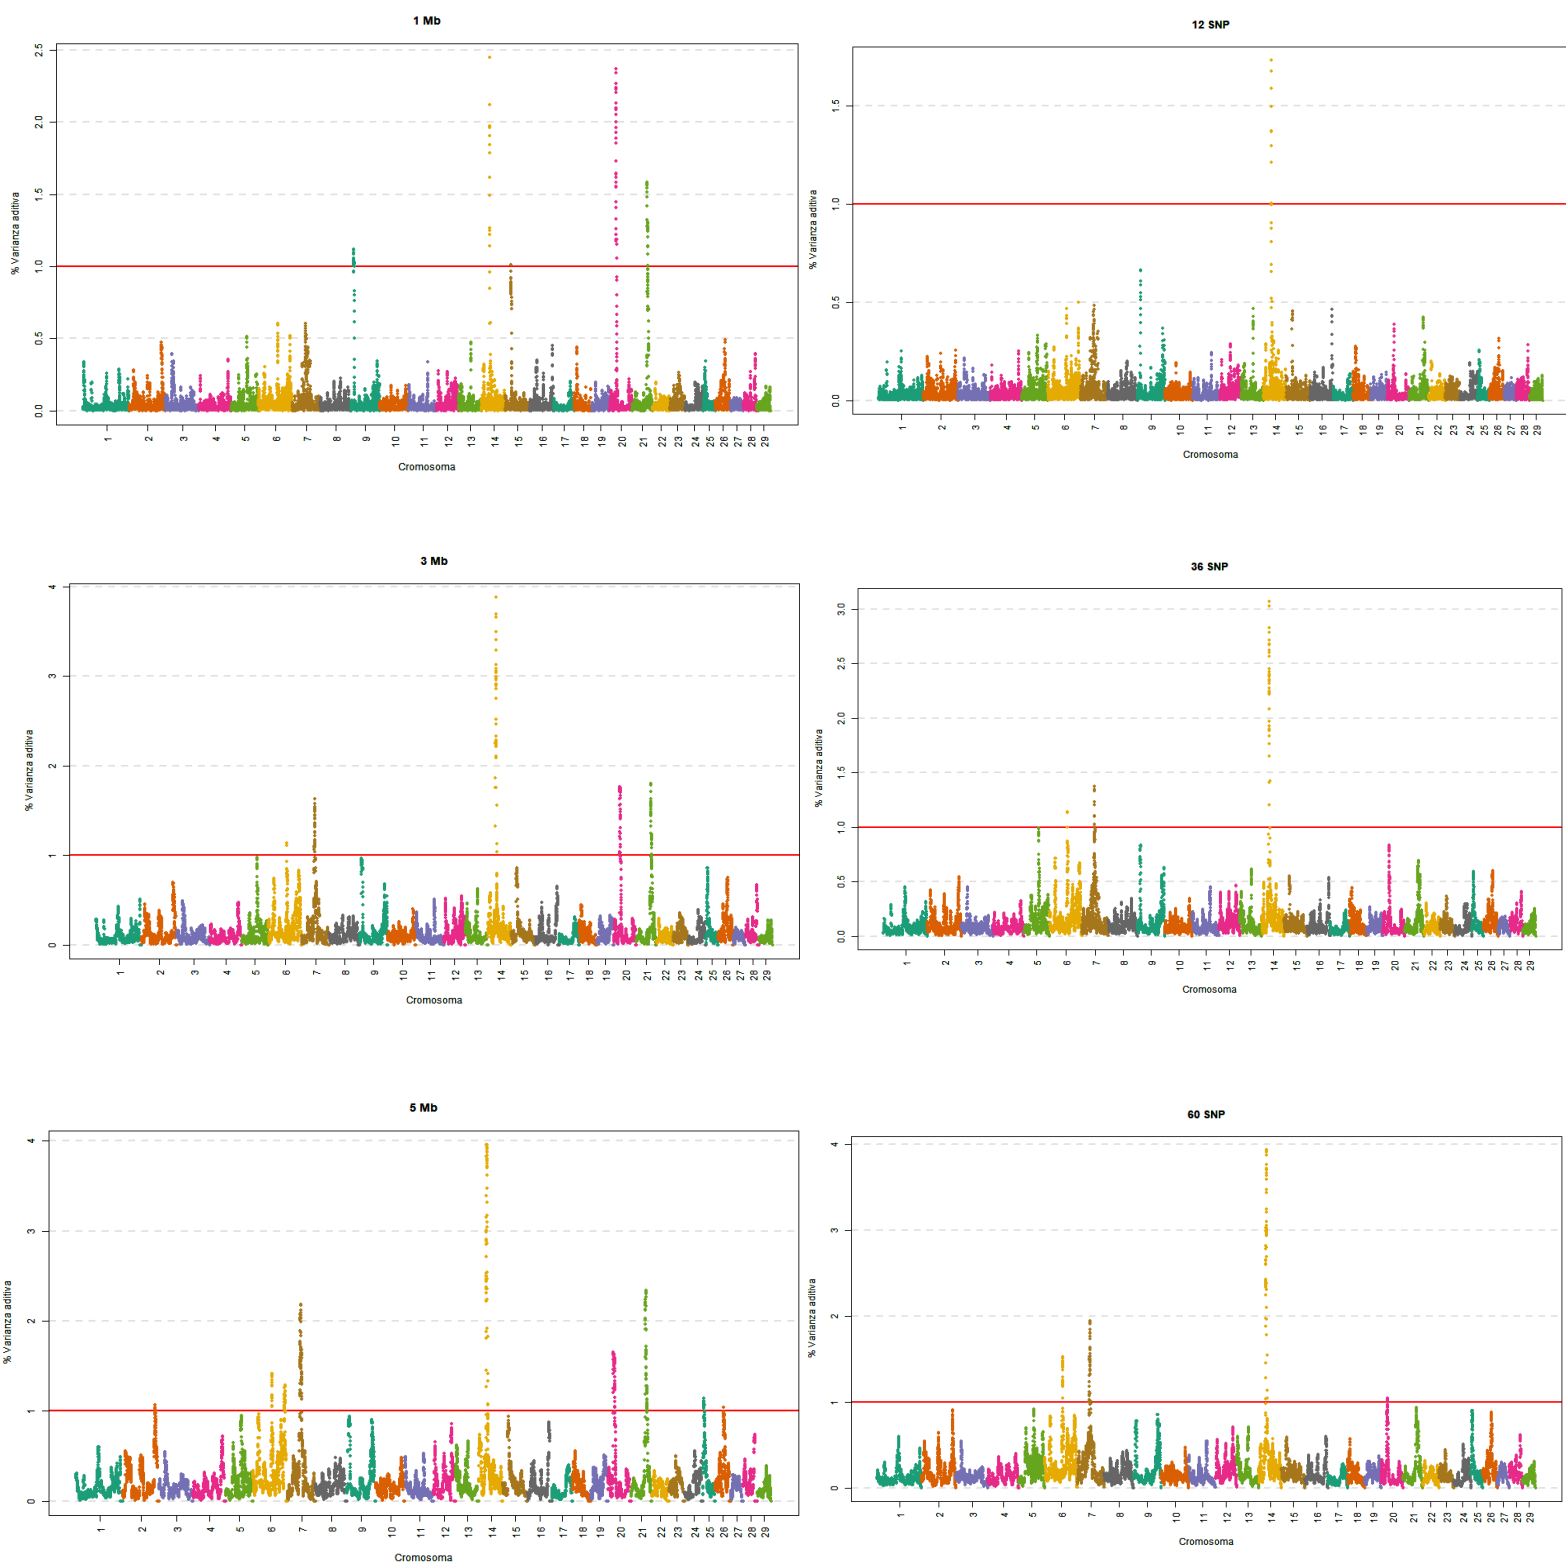 1 Mb
% Varianza aditiva
2.5
2.0
1.5
1.0
0.5
0.0
1 2 3 4 5 6 7 8 9 10 11 12 13 14 15 16 17 18 19 20 21 22 23 24 25 26 27 28 29
Cromosoma
12 SNP
% Varianza aditiva
1.5
1.0
0.5
0.0
1 2 3 4 5 6 7 8 9 10 11 12 13 14 15 16 17 18 19 20 21 22 23 24 25 26 27 28 29
Cromosoma
3 Mb
% Varianza aditiva
4
3
2
1
0
1 2 3 4 5 6 7 8 9 10 11 12 13 14 15 16 17 18 19 20 21 22 23 24 25 26 27 28 29
Cromosoma
36 SNP
% Varianza aditiva
3.0
2.5
2.0
1.5
1.0
0.5
0.0
1 2 3 4 5 6 7 8 9 10 11 12 13 14 15 16 17 18 19 20 21 22 23 24 25 26 27 28 29
Cromosoma
5 Mb
% Varianza aditiva
4
3
2
1
0
1 2 3 4 5 6 7 8 9 10 11 12 13 14 15 16 17 18 19 20 21 22 23 24 25 26 27 28 29
Cromosoma
60 SNP
% Varianza aditiva
4
3
2
1
0
1 2 3 4 5 6 7 8 9 10 11 12 13 14 15 16 17 18 19 20 21 22 23 24 25 26 27 28 29
Cromosoma